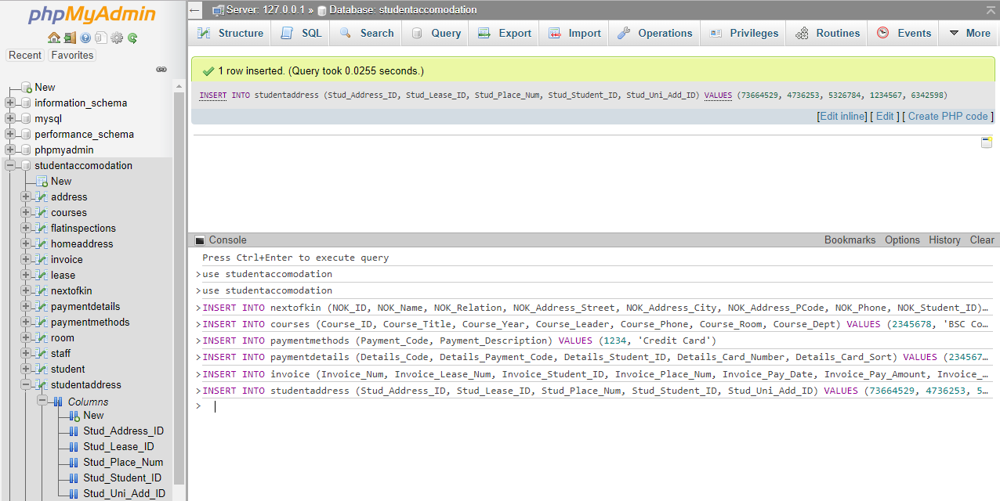 phpMyAdmin
Recent Favorites
New
information_schema
mysql
performance_schema
phpmyadmin
studentaccomodation
New
address
courses
flatinspections
homeaddress
invoice
lease
nextofkin
paymentdetails
paymentmethods
room
staff
student
studentaddress
Columns
New
Stud_Address_ID
Stud_Lease_ID
Stud_Place_Num
Stud_Student_ID
Stud_Uni_Add_ID
Server: 127.0.0.1 » Database: studentaccomodation
Structure SQL Search Query Export Import Operations Privileges Routines Events More
1 row inserted. (Query took 0.0255 seconds.)
INSERT INTO studentaddress (Stud_Address_ID, Stud_Lease_ID, Stud_Place_Num, Stud_Student_ID, Stud_Uni_Add_ID) VALUES (73664529, 4736253, 5326784, 1234567, 6342598)
[Edit inline] [ Edit ] [ Create PHP code ]
Console Bookmarks Options History Clear
Press Ctrl+Enter to execute query
>use studentaccomodation
>use studentaccomodation
>INSERT INTO nextofkin (NOK_ID, NOK_Name, NOK_Relation, NOK_Address_Street, NOK_Address_City, NOK_Address_PCode, NOK_Phone, NOK_Student_ID)…
>INSERT INTO courses (Course_ID, Course_Title, Course_Year, Course_Leader, Course_Phone, Course_Room, Course_Dept) VALUES (2345678, 'BSC Co…
>INSERT INTO paymentmethods (Payment_Code, Payment_Description) VALUES (1234, 'Credit Card')
>INSERT INTO paymentdetails (Details_Code, Details_Payment_Code, Details_Student_ID, Details_Card_Number, Details_Card_Sort) VALUES (234567…
>INSERT INTO invoice (Invoice_Num, Invoice_Lease_Num, Invoice_Student_ID, Invoice_Place_Num, Invoice_Pay_Date, Invoice_Pay_Amount, Invoice_…
>INSERT INTO studentaddress (Stud_Address_ID, Stud_Lease_ID, Stud_Place_Num, Stud_Student_ID, Stud_Uni_Add_ID) VALUES (73664529, 4736253, 5…
>